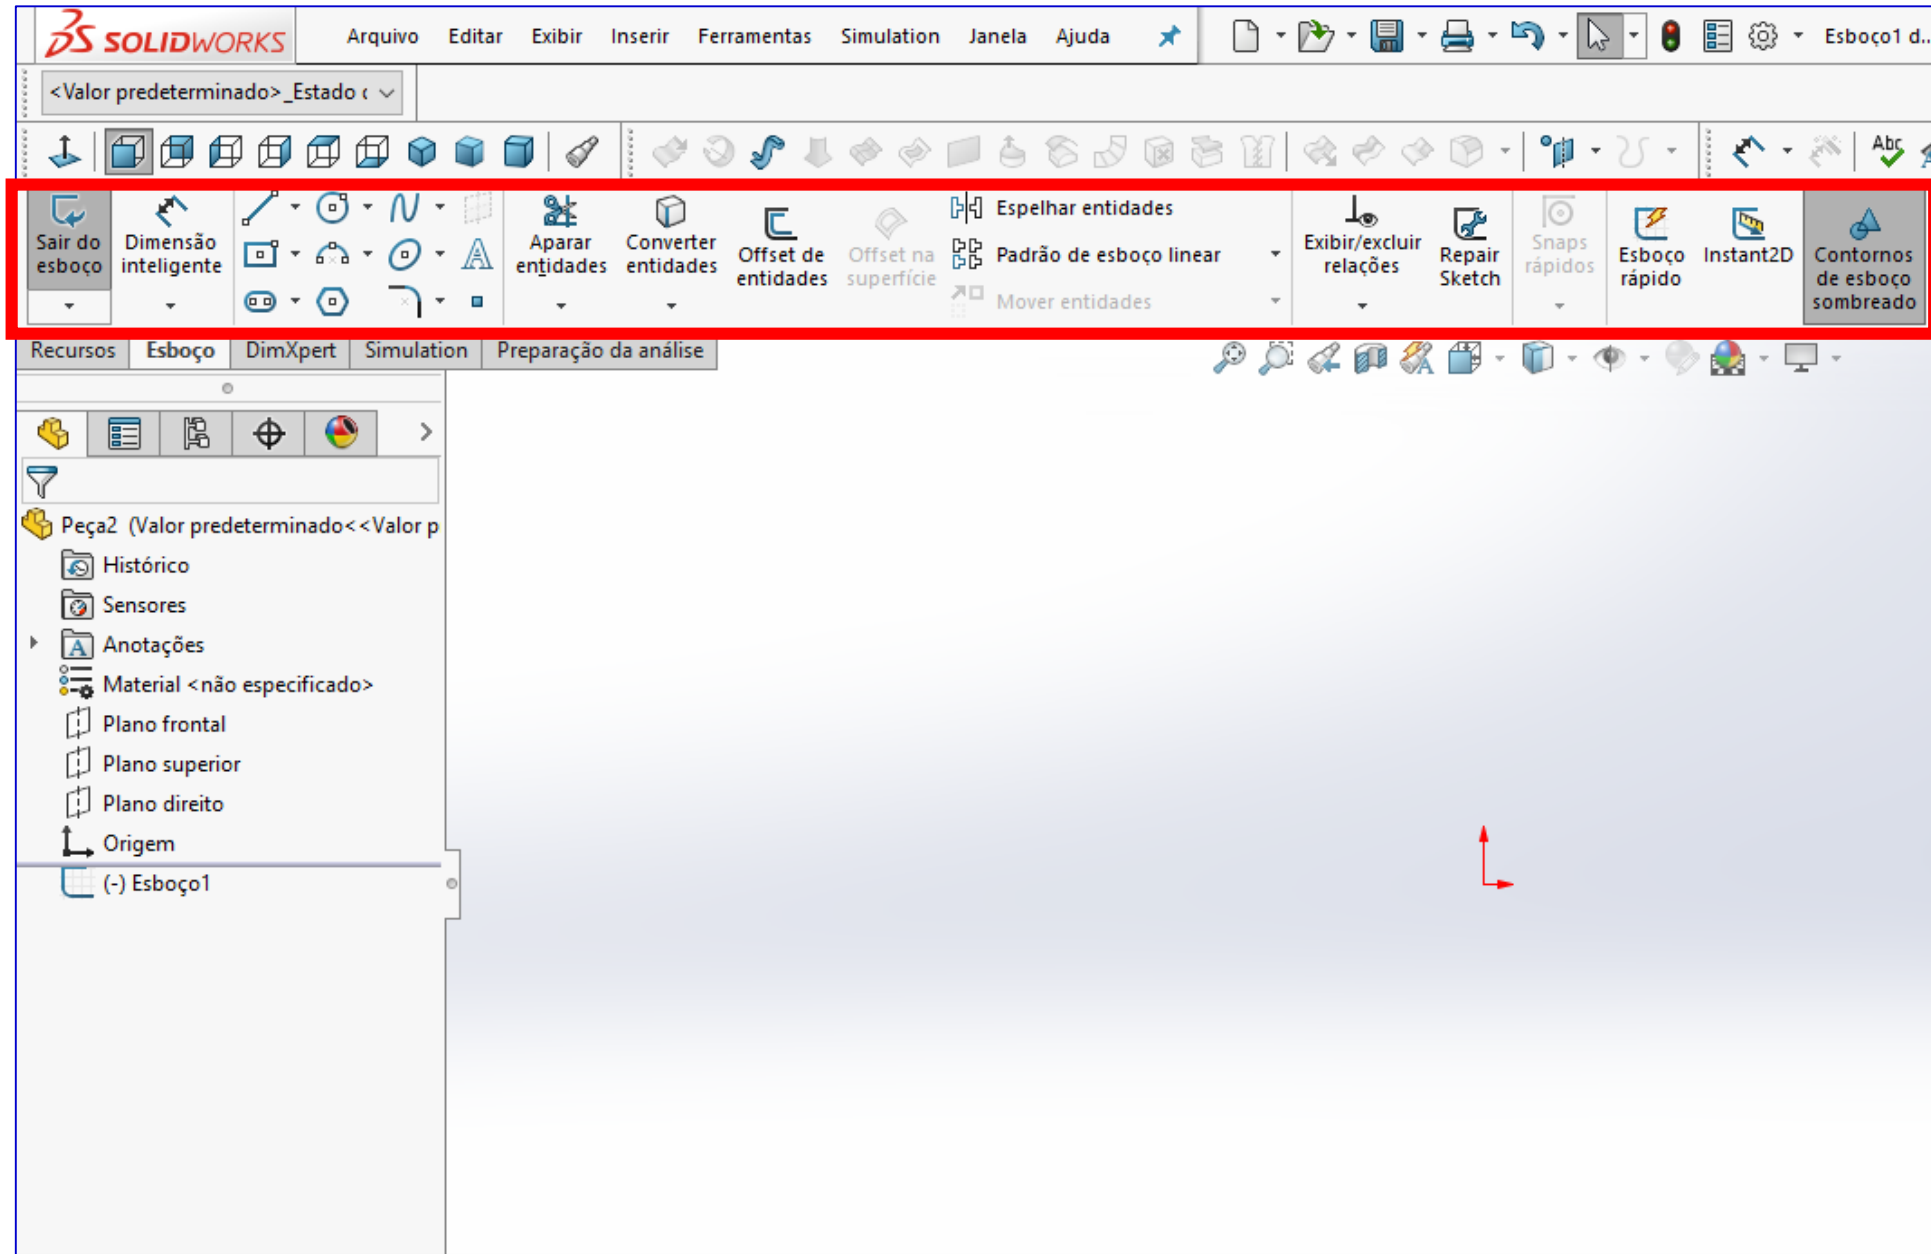 SOLIDWORKS Arquivo Editar Exibir Inserir Ferramentas Simulation Janela Ajuda Esboço1 d...
<Valor predeterminado>_Estado
Abc
Sair do esboço
Dimensão inteligente
Aparar entidades
Converter entidades
Offset de entidades
Offset na superfície
Espelhar entidades
Padrão de esboço linear
Mover entidades
Exibir/excluir relações
Repair Sketch
Snaps rápidos
Esboço rápido
Instant2D
Contornos de esboço sombreado
Recursos Esboço DimXpert Simulation Preparação da análise
Peça2 (Valor predeterminado<<Valor p
Histórico
Sensores
Anotações
Material <não especificado>
Plano frontal
Plano superior
Plano direito
Origem
(-) Esboço1